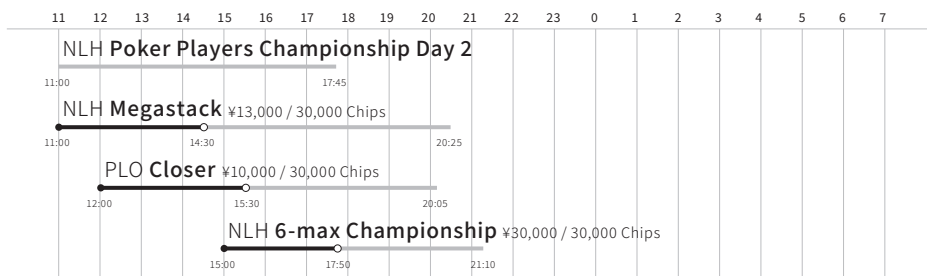 11 12 13 14 15 16 17 18 19 20 21 22 23 0 1 2 3 4 5 6 7
NLH Poker Players Championship Day 2
11:00 17:45
NLH Megastack ¥13,000 / 30,000 Chips
11:00 14:30 20:25
PLO Closer ¥10,000 / 30,000 Chips
12:00 15:30 20:05
NLH 6-max Championship ¥30,000 / 30,000 Chips
15:00 17:50 21:10